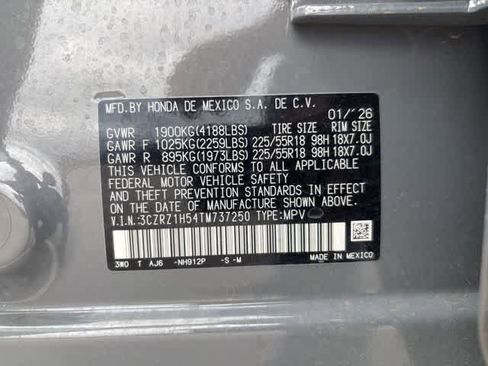 MFD.BY HONDA DE MEXICO S.A. DE C.V.
01/'26
GVWR 1900KG(4188LBS) TIRE SIZE RIM SIZE
GAWR F 1025KG(2259LBS) 225/55R18 98H 18X7.0J
GAWR R 895KG(1973LBS) 225/55R18 98H 18X7.0J
THIS VEHICLE CONFORMS TO ALL APPLICABLE
FEDERAL MOTOR VEHICLE SAFETY
AND THEFT PREVENTION STANDARDS IN EFFECT
ON THE DATE OF MANUFACTURE SHOWN ABOVE.
V.I.N.:3CZRZ1H54TM737250 TYPE:MPV
3W0 T AJ6 -NH912P -S -M
MADE IN MEXICO